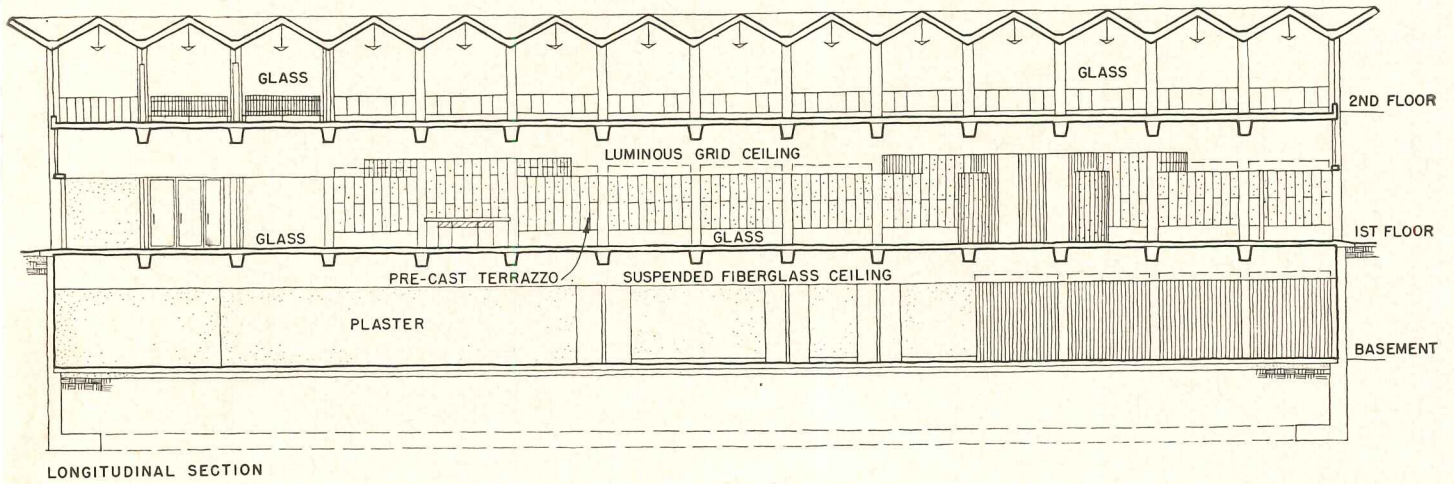 GLASS GLASS
2ND FLOOR
LUMINOUS GRID CEILING
GLASS GLASS
1ST FLOOR
PRE-CAST TERRAZZO SUSPENDED FIBERGLASS CEILING
PLASTER
BASEMENT
LONGITUDINAL SECTION